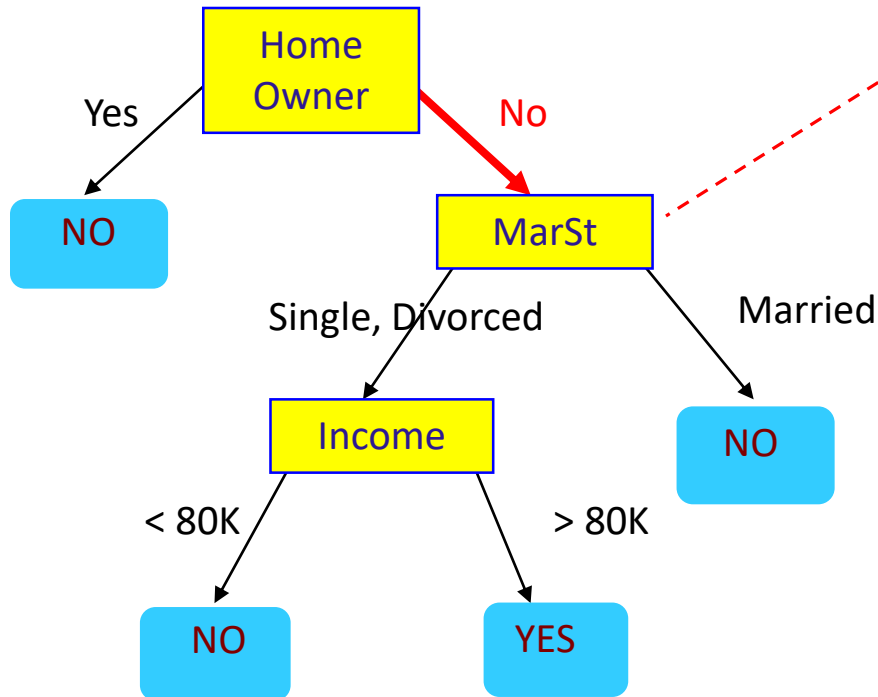 Home
Owner
Yes
No
NO
MarSt
Single, Divorced
Married
Income
NO
< 80K
> 80K
NO
YES